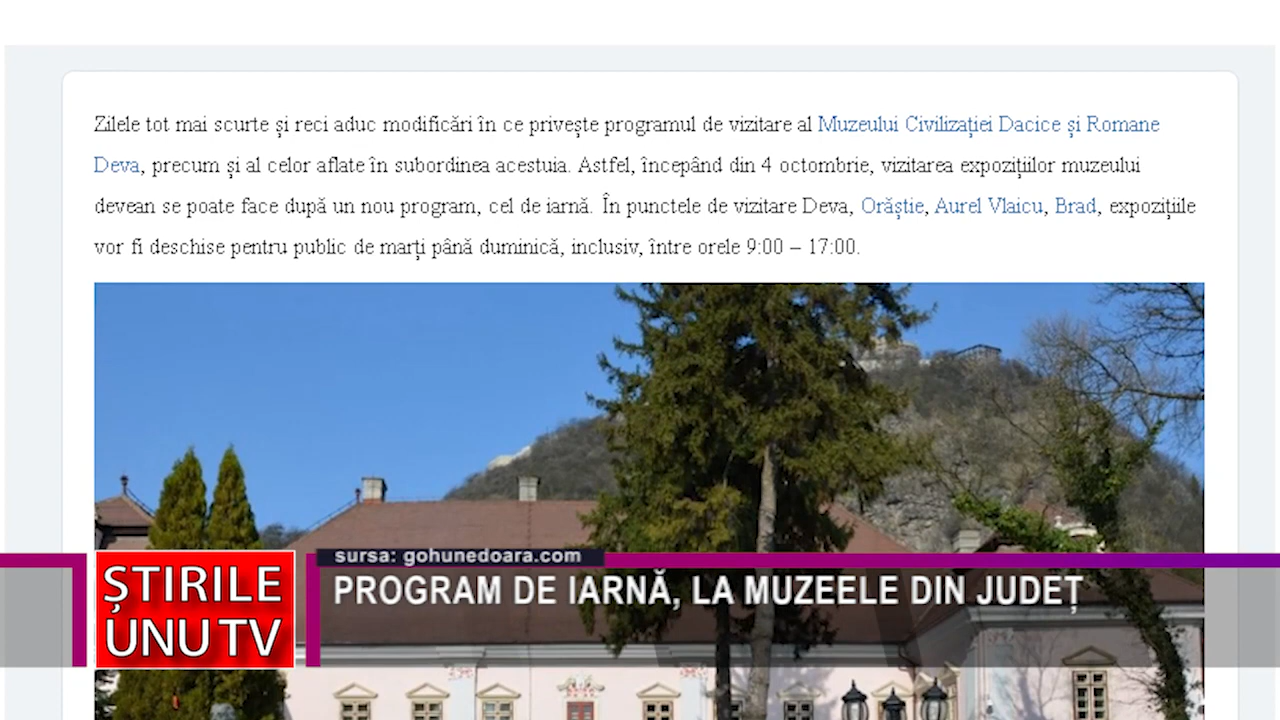 Zilele tot mai scurte și reci aduc modificări în ce privește programul de vizitare al Muzeului Civilizației Dacice și Romane
Deva, precum și al celor aflate în subordinea acestuia. Astfel, începând din 4 octombrie, vizitarea expozițiilor muzeului
devean se poate face după un nou program, cel de iarnă. În punctele de vizitare Deva, Orăștie, Aurel Vlaicu, Brad, expozițiile
vor fi deschise pentru public de marți până duminică, inclusiv, între orele 9:00 – 17:00.
sursa: gohunedoara.com
PROGRAM DE IARNĂ, LA MUZEELE DIN JUDEȚ
ȘTIRILE
UNU TV